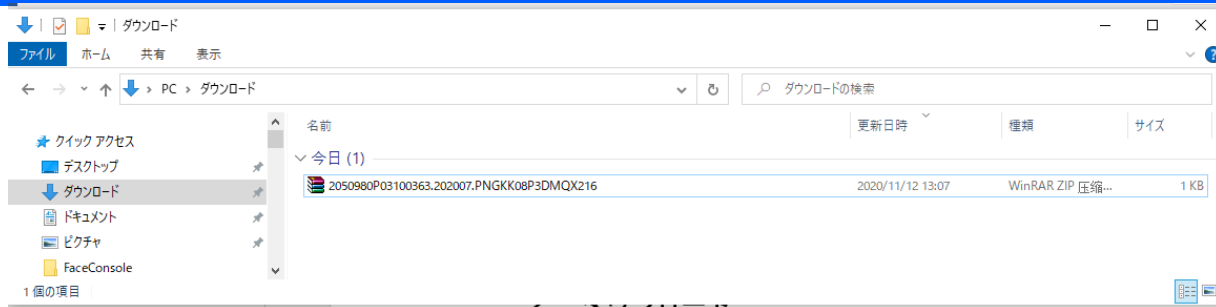 ダウンロード
ファイル ホーム 共有 表示
PC › ダウンロード ダウンロードの検索
名前 更新日時 種類 サイズ
クイック アクセス
今日 (1)
デスクトップ
2050980P03100363.202007.PNGKK08P3DMQX216 2020/11/12 13:07 WinRAR ZIP 压缩... 1 KB
ダウンロード
ドキュメント
ピクチャ
FaceConsole
1 個の項目